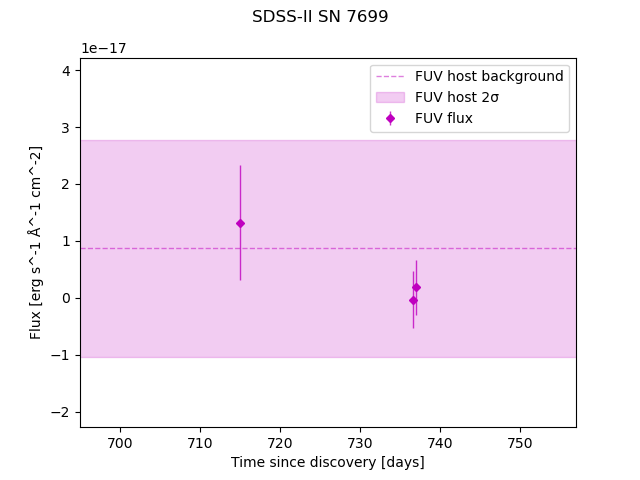 SDSS-II SN 7699
1e−17
FUV host background
FUV host 2σ
FUV flux
4
3
2
1
0
−1
−2
Flux [erg s^-1 Å^-1 cm^-2]
700
710
720
730
740
750
Time since discovery [days]